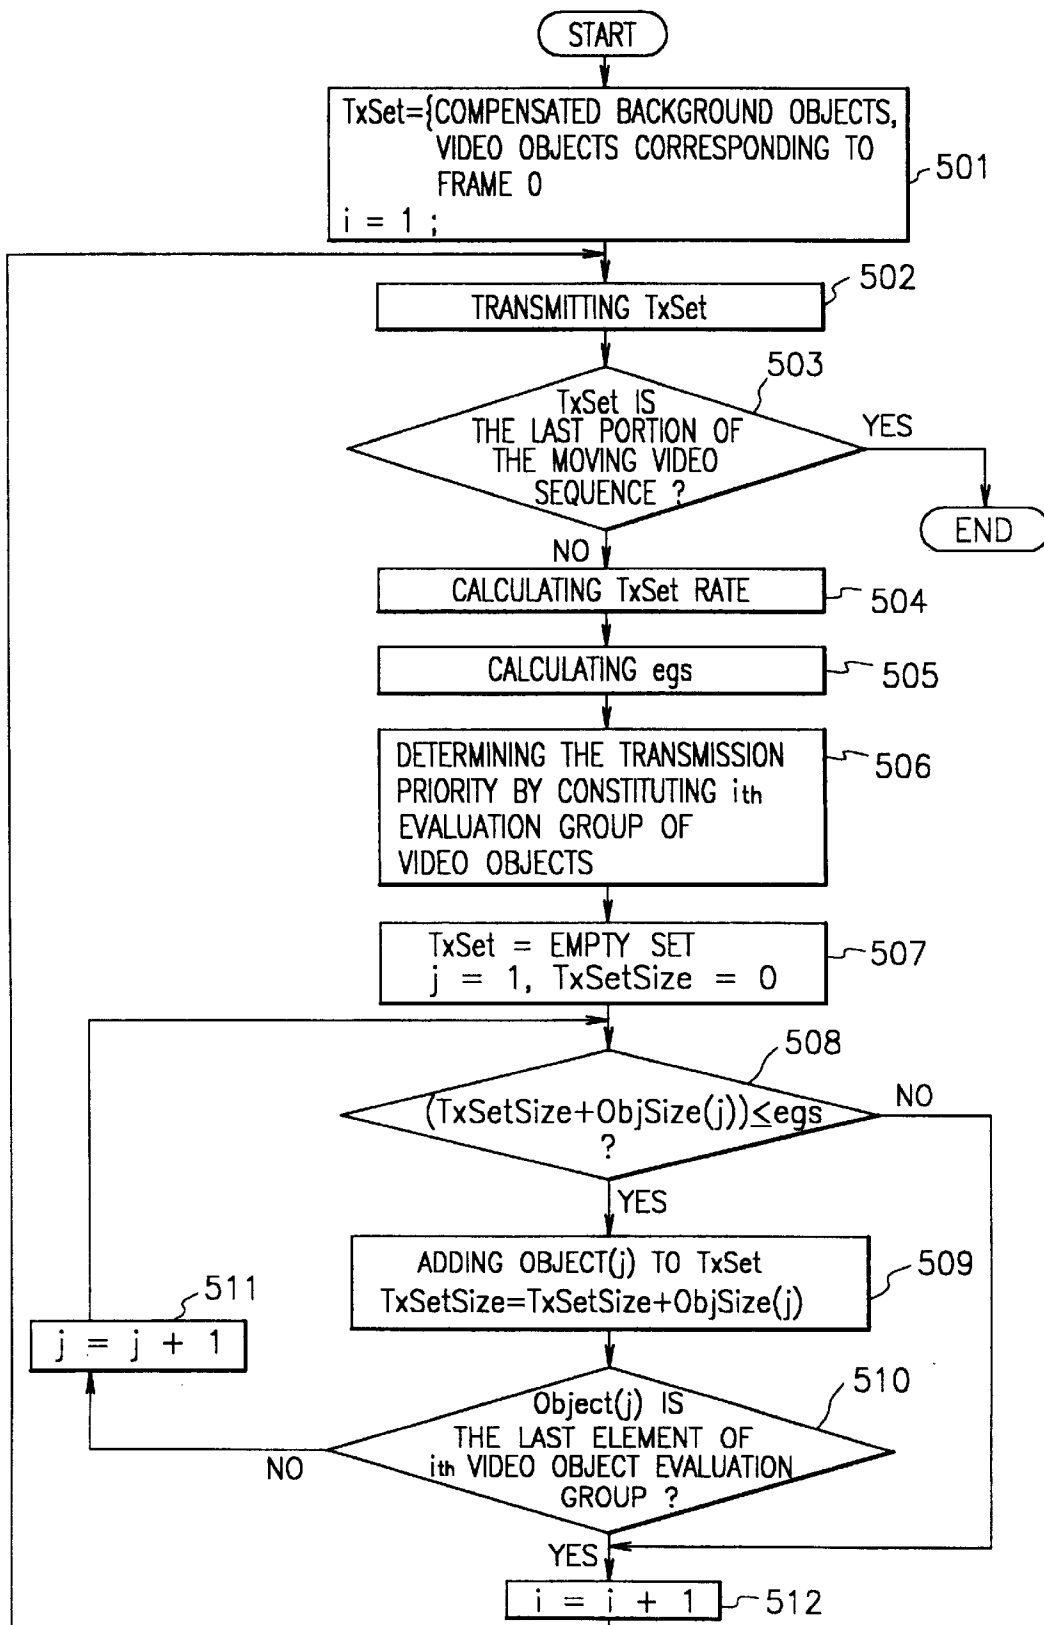 START
TxSet={COMPENSATED BACKGROUND OBJECTS,
VIDEO OBJECTS CORRESPONDING TO
FRAME 0
i = 1 ;
501
502
TRANSMITTING TxSet
503
TxSet IS
THE LAST PORTION OF
THE MOVING VIDEO
SEQUENCE ?
YES
END
NO
CALCULATING TxSet RATE
504
CALCULATING egs
505
DETERMINING THE TRANSMISSION
PRIORITY BY CONSTITUTING ith
EVALUATION GROUP OF
VIDEO OBJECTS
506
TxSet = EMPTY SET
j = 1, TxSetSize = 0
507
508
(TxSetSize+ObjSize(j))≤egs
?
NO
YES
ADDING OBJECT(j) TO TxSet
TxSetSize=TxSetSize+ObjSize(j)
509
511
j = j + 1
510
Object(j) IS
THE LAST ELEMENT OF
ith VIDEO OBJECT EVALUATION
GROUP ?
NO
YES
i = i + 1
512